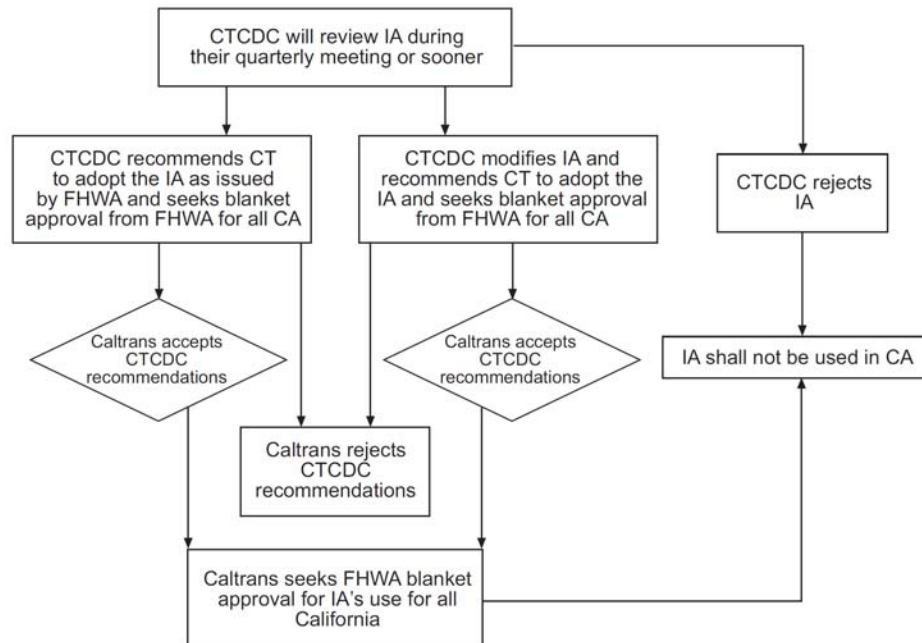 CTCDC will review IA during
their quarterly meeting or sooner
CTCDC recommends CT
to adopt the IA as issued
by FHWA and seeks blanket
approval from FHWA for all CA
CTCDC modifies IA and
recommends CT to adopt the
IA and seeks blanket approval
from FHWA for all CA
CTCDC rejects
IA
Caltrans accepts
CTCDC
recommendations
Caltrans accepts
CTCDC
recommendations
IA shall not be used in CA
Caltrans rejects
CTCDC
recommendations
Caltrans seeks FHWA blanket
approval for IA's use for all
California